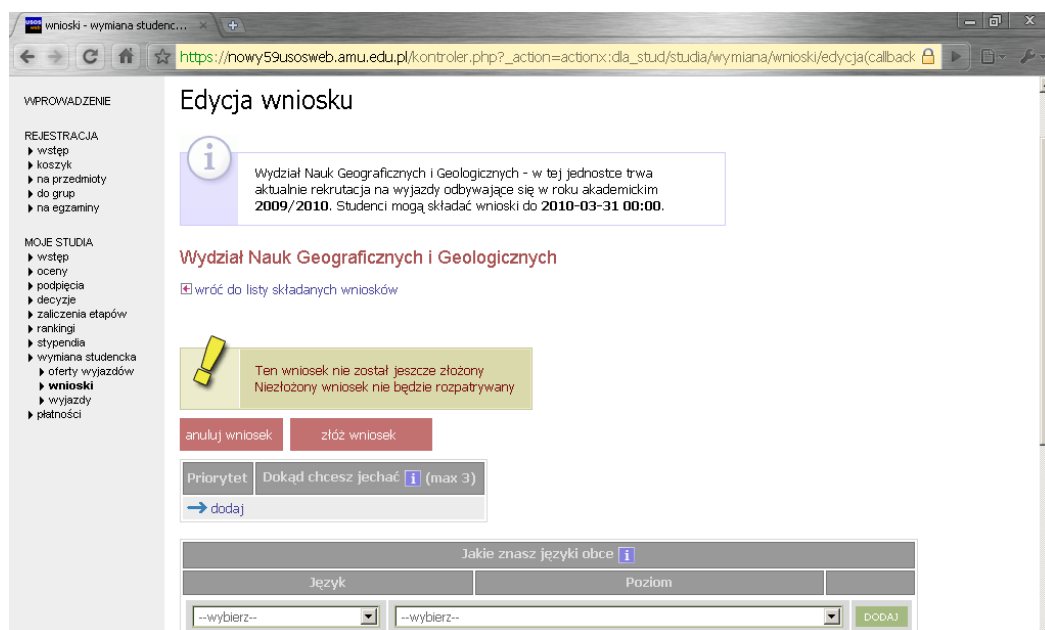 usos web wnioski - wymiana studenc...
https://nowy59usosweb.amu.edu.pl/kontroler.php?_action=actionx:dla_stud/studia/wymiana/wnioski/edycja(callback
WPROWADZENIE
REJESTRACJA
wstęp
koszyk
na przedmioty
do grup
na egzaminy
MOJE STUDIA
wstęp
oceny
podpięcia
decyzje
zaliczenia etapów
rankingi
stypendia
wymiana studencka
oferty wyjazdów
wnioski
wyjazdy
płatności
Edycja wniosku
i
Wydział Nauk Geograficznych i Geologicznych - w tej jednostce trwa
aktualnie rekrutacja na wyjazdy odbywające się w roku akademickim
2009/2010. Studenci mogą składać wnioski do 2010-03-31 00:00.
Wydział Nauk Geograficznych i Geologicznych
wróć do listy składanych wniosków
Ten wniosek nie został jeszcze złożony
Niezłożony wniosek nie będzie rozpatrywany
anuluj wniosek złóż wniosek
Priorytet Dokąd chcesz jechać i (max 3)
dodaj
Jakie znasz języki obce i
Język Poziom
--wybierz-- --wybierz-- DODAJ